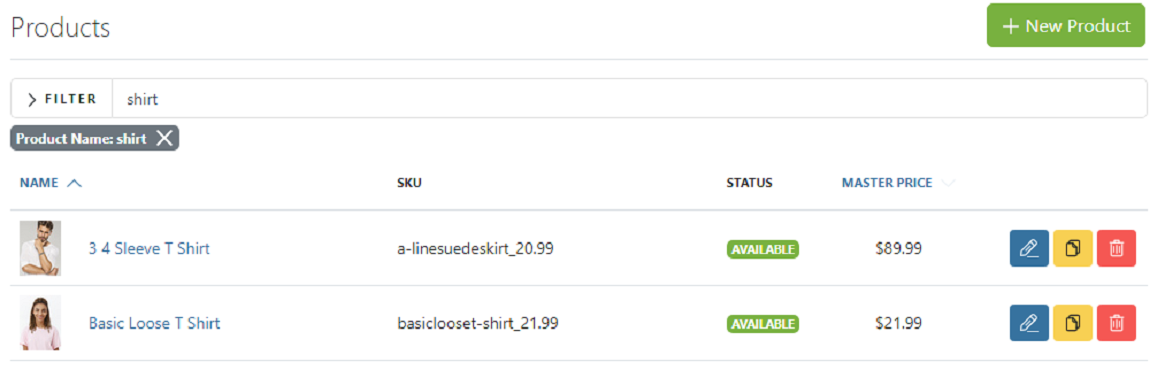 Products
+ New Product
FILTER shirt
Product Name: shirt
NAME SKU STATUS MASTER PRICE
3 4 Sleeve T Shirt a-linesuedeskirt_20.99 AVAILABLE $89.99
Basic Loose T Shirt basiclooset-shirt_21.99 AVAILABLE $21.99